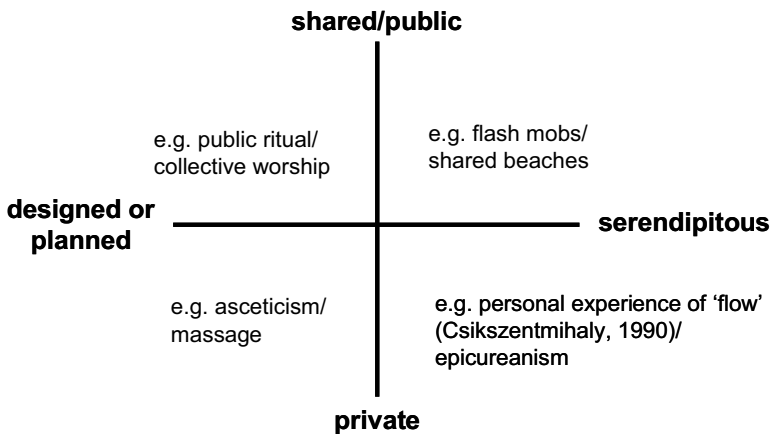 shared/public
e.g. public ritual/
collective worship
e.g. flash mobs/
shared beaches
designed or
planned
serendipitous
e.g. asceticism/
massage
e.g. personal experience of ‘flow’
(Csikszentmihaly, 1990)/
epicureanism
private